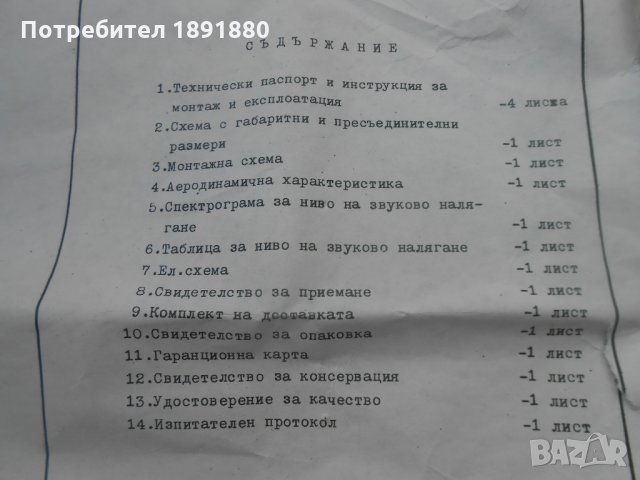 Потребител 1891880
СЪДЪРЖАНИЕ
1.Технически паспорт и инструкция за
монтаж и експлоатация -4 листа
2.Схема с габаритни и пресъединителни
размери -1 лист
3.Монтажна схема -1 лист
4.Аеродинамична характеристика -1 лист
5.Спектрограма за ниво на звуково наля-
гане -1 лист
6.Таблица за ниво на звуково налягане -1 лист
7.Ел.схема -1 лист
8.Свидетелство за приемане -1 лист
9.Комплект на доставката -1 лист
10.Свидетелство за опаковка -1 лист
11.Гаранционна карта -1 лист
12.Свидетелство за консервация -1 лист
13.Удостоверение за качество -1 лист
14.Изпитателен протокол -1 лист
BAZAR